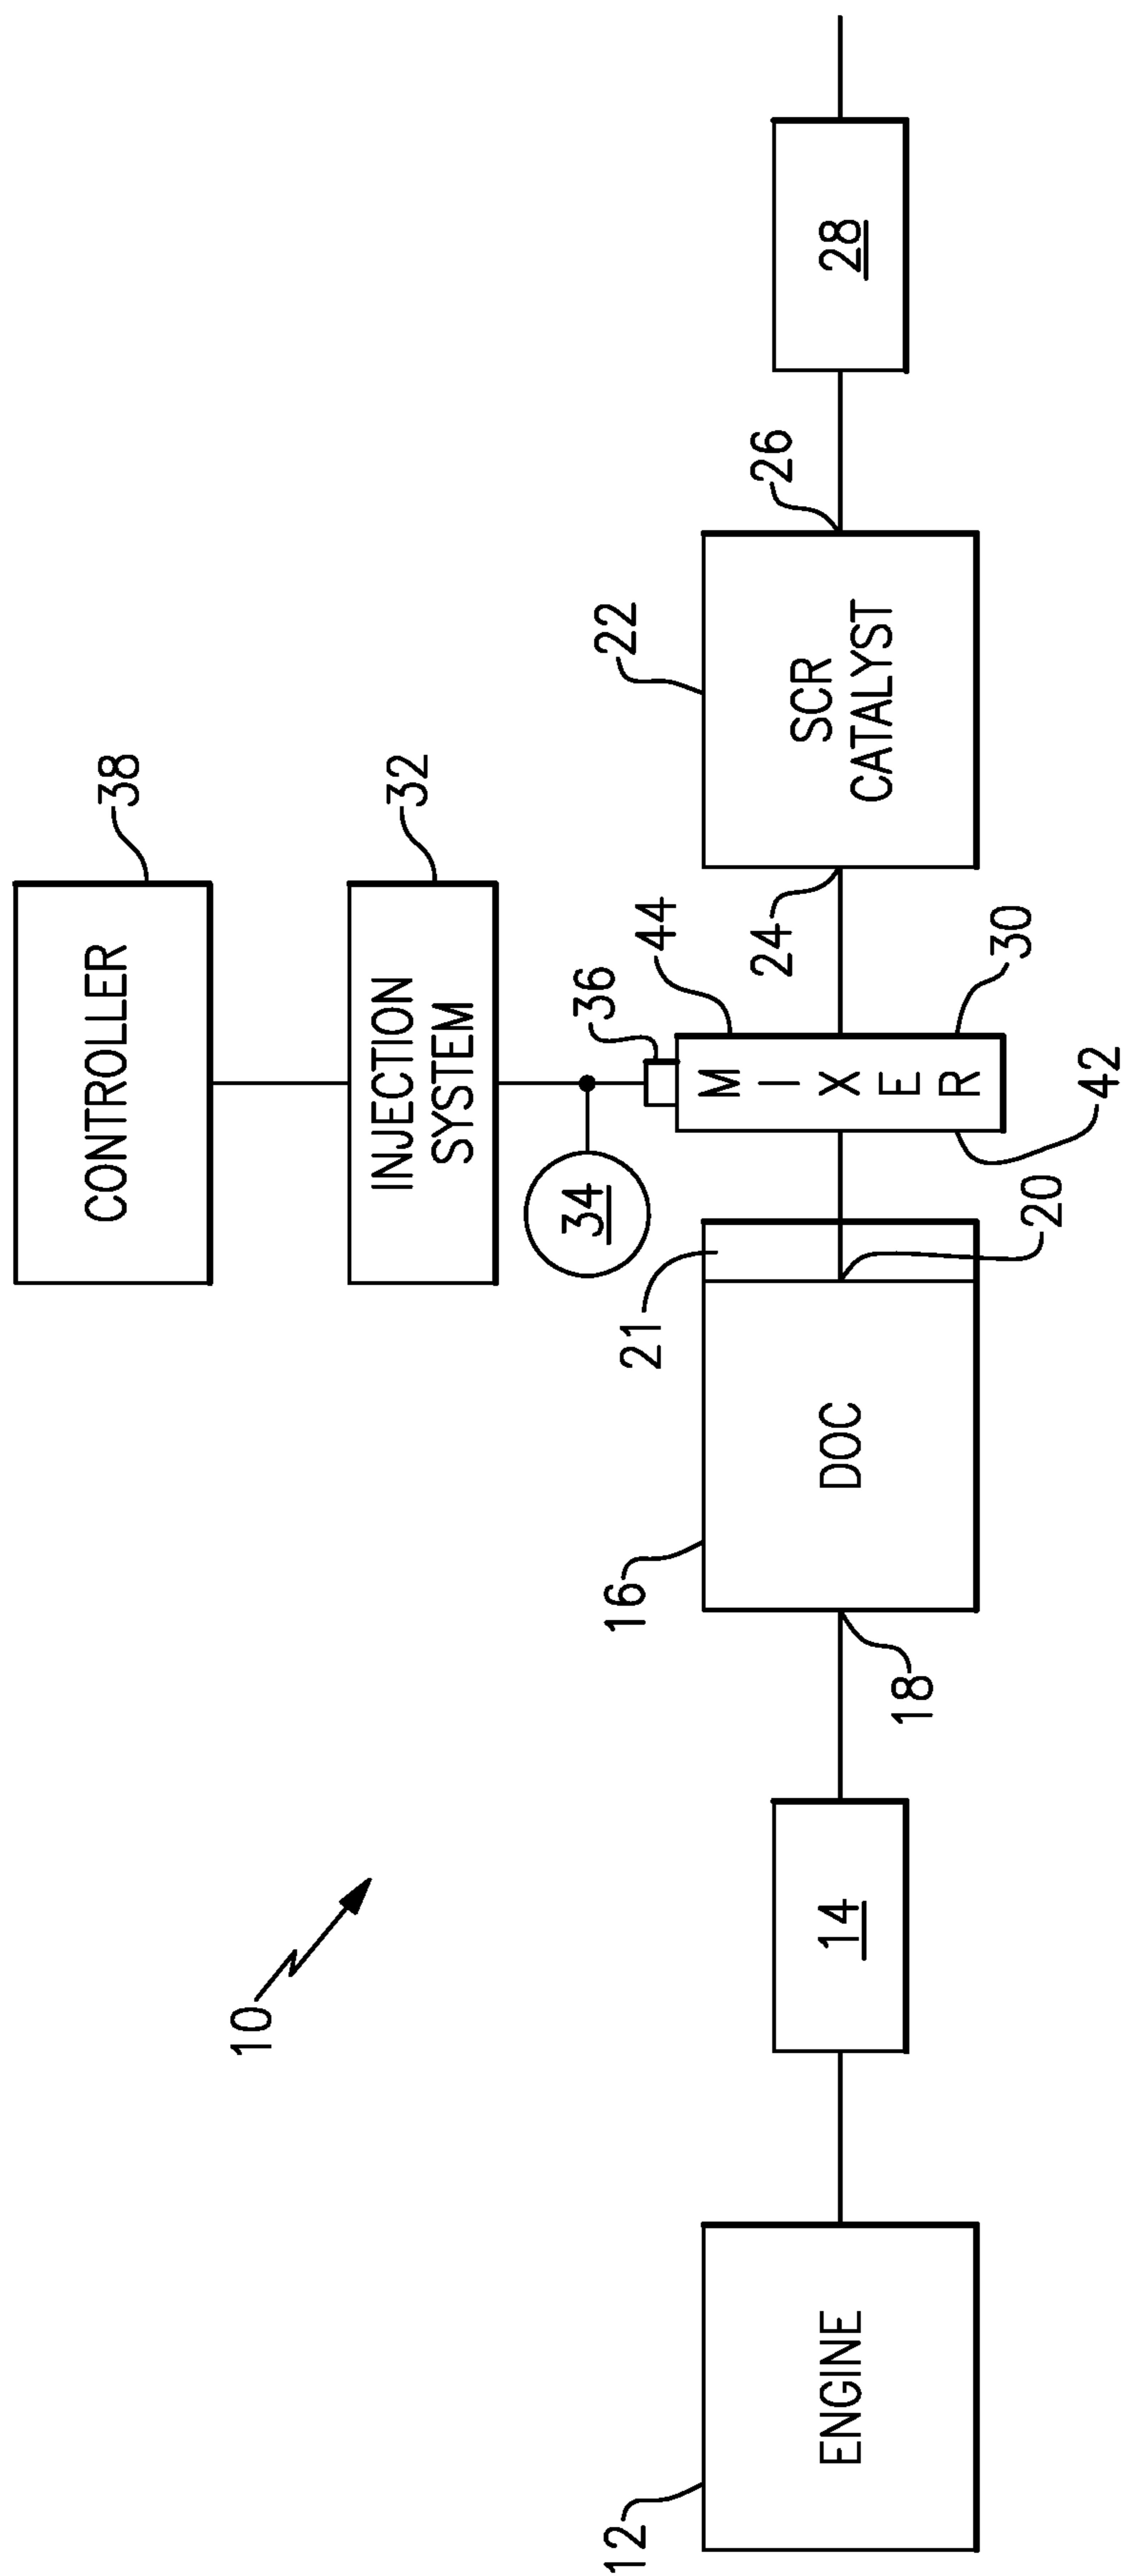 CONTROLLER
38
INJECTION
SYSTEM
32
34
36
44
10
12
ENGINE
14
16
DOC
18
21
20
MIXER
42
30
24
22
SCR
CATALYST
26
28